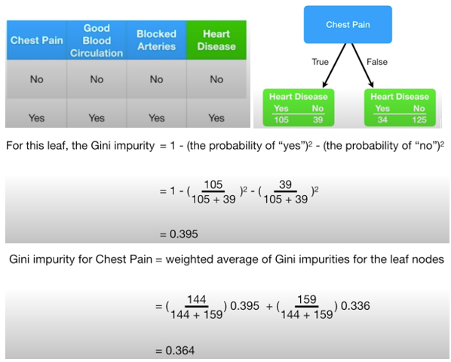 Chest Pain
Good
Blood
Circulation
Blocked
Arteries
Heart
Disease
No No No No
Yes Yes Yes Yes
Chest Pain
True False
Heart Disease
Yes No
105 39
Heart Disease
Yes No
34 125
For this leaf, the Gini impurity = 1 - (the probability of “yes”)² - (the probability of “no”)²
= 1 - ( 105 / 105 + 39 )² - ( 39 / 105 + 39 )²
= 0.395
Gini impurity for Chest Pain = weighted average of Gini impurities for the leaf nodes
= ( 144 / 144 + 159 ) 0.395 + ( 159 / 144 + 159 ) 0.336
= 0.364